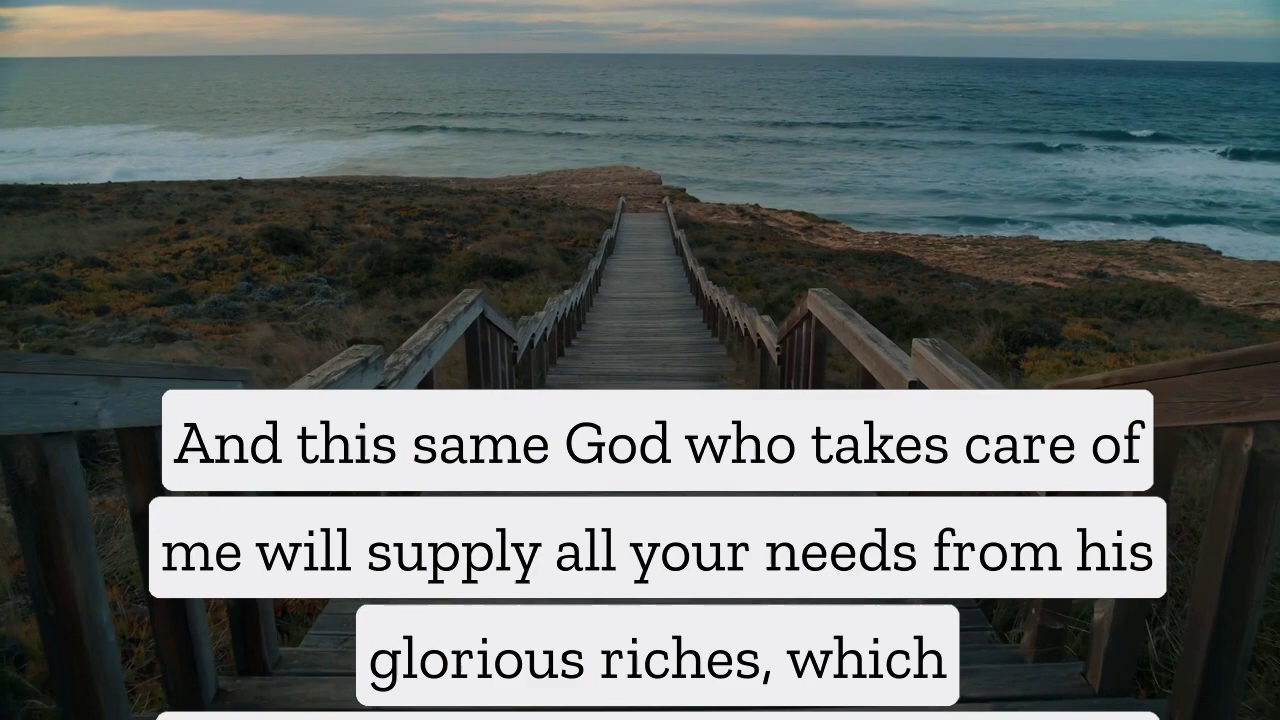 And this same God who takes care of
me will supply all your needs from his
glorious riches, which